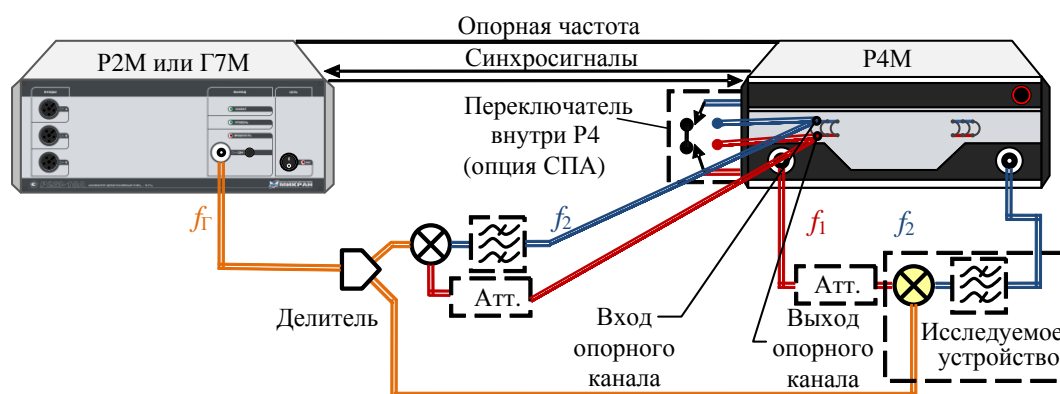 Опорная частота
Синхросигналы
Р2М или Г7М
Р4М
Переключатель
внутри Р4
(опция СПА)
МИКРАН
fГ
f2
f1
f2
Атт.
Атт.
Делитель
Вход
опорного
канала
Выход
опорного
канала
Исследуемое
устройство